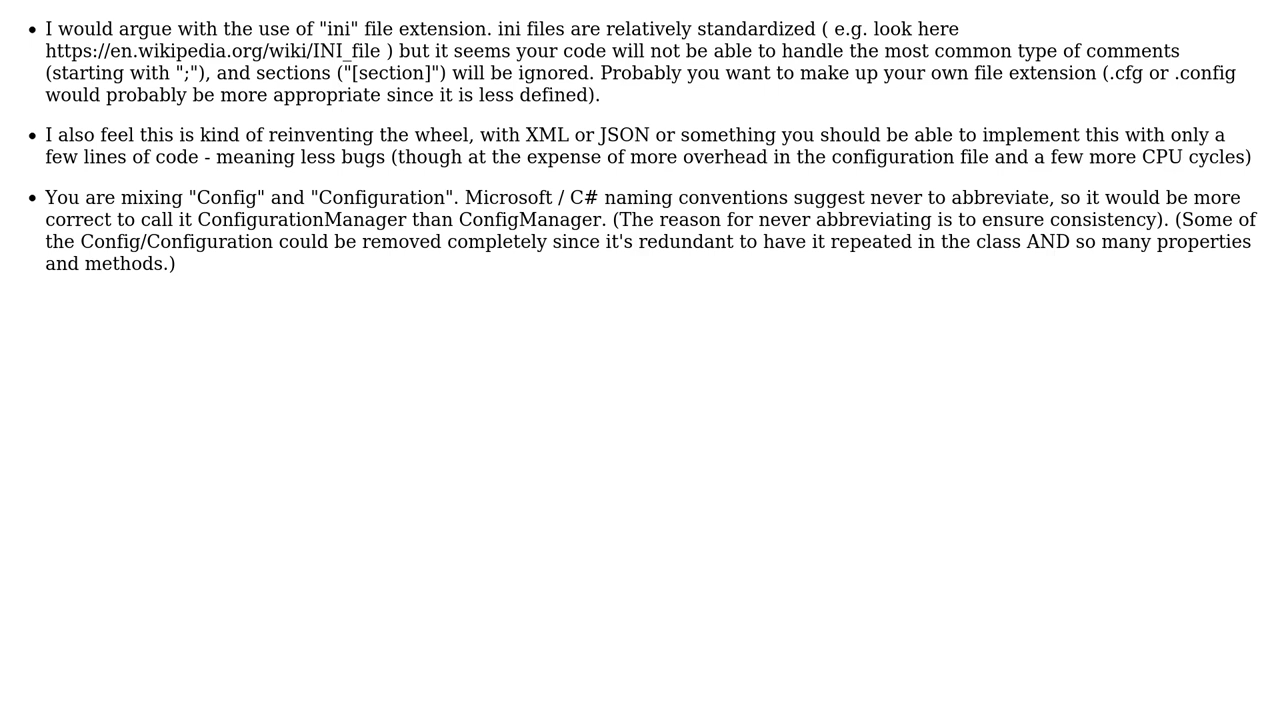 • I would argue with the use of "ini" file extension. ini files are relatively standardized ( e.g. look here
https://en.wikipedia.org/wiki/INI_file ) but it seems your code will not be able to handle the most common type of comments
(starting with ";"), and sections ("[section]") will be ignored. Probably you want to make up your own file extension (.cfg or .config
would probably be more appropriate since it is less defined).
• I also feel this is kind of reinventing the wheel, with XML or JSON or something you should be able to implement this with only a
few lines of code - meaning less bugs (though at the expense of more overhead in the configuration file and a few more CPU cycles)
• You are mixing "Config" and "Configuration". Microsoft / C# naming conventions suggest never to abbreviate, so it would be more
correct to call it ConfigurationManager than ConfigManager. (The reason for never abbreviating is to ensure consistency). (Some of
the Config/Configuration could be removed completely since it's redundant to have it repeated in the class AND so many properties
and methods.)